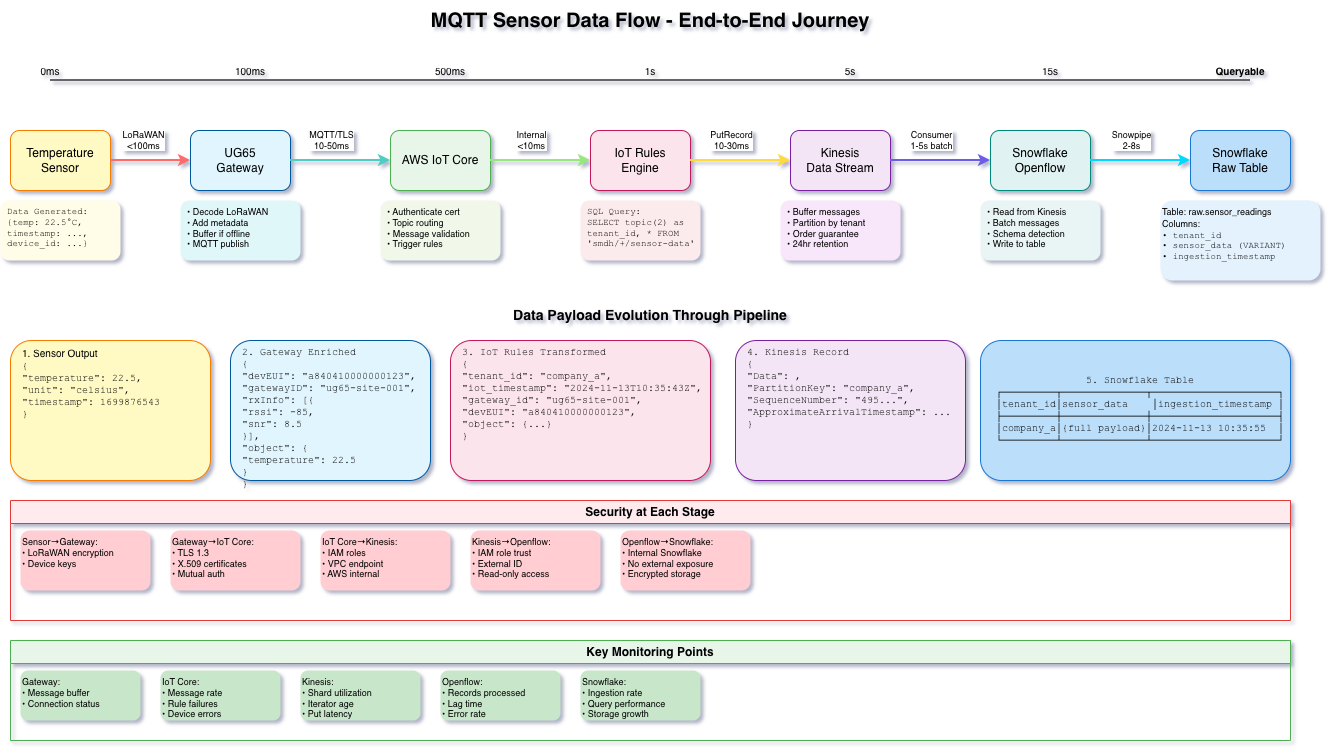 MQTT Sensor Data Flow - End-to-End Journey
0ms
100ms
500ms
1s
5s
15s
Queryable
Temperature
Sensor
LoRaWAN
<100ms
UG65
Gateway
MQTT/TLS
10-50ms
AWS IoT Core
Internal
<10ms
IoT Rules
Engine
PutRecord
10-30ms
Kinesis
Data Stream
Consumer
1-5s batch
Snowflake
Openflow
Snowpipe
2-8s
Snowflake
Raw Table
Data Generated:
{temp: 22.5°C,
timestamp: ...,
device_id: ...}
• Decode LoRaWAN
• Add metadata
• Buffer if offline
• MQTT publish
• Authenticate cert
• Topic routing
• Message validation
• Trigger rules
SQL Query:
SELECT topic(2) as
tenant_id, * FROM
'smdh/+/sensor-data'
• Buffer messages
• Partition by tenant
• Order guarantee
• 24hr retention
• Read from Kinesis
• Batch messages
• Schema detection
• Write to table
Table: raw.sensor_readings
Columns:
• tenant_id
• sensor_data (VARIANT)
• ingestion_timestamp
Data Payload Evolution Through Pipeline
1. Sensor Output
{
"temperature": 22.5,
"unit": "celsius",
"timestamp": 1699876543
}
2. Gateway Enriched
{
"devEUI": "a840410000000123",
"gatewayID": "ug65-site-001",
"rxInfo": [{
"rssi": -85,
"snr": 8.5
}],
"object": {
"temperature": 22.5
}
}
3. IoT Rules Transformed
{
"tenant_id": "company_a",
"iot_timestamp": "2024-11-13T10:35:43Z",
"gateway_id": "ug65-site-001",
"devEUI": "a840410000000123",
"object": {...}
}
4. Kinesis Record
{
"Data": ,
"PartitionKey": "company_a",
"SequenceNumber": "495...",
"ApproximateArrivalTimestamp": ...
}
5. Snowflake Table
tenant_id sensor_data ingestion_timestamp
company_a {full payload} 2024-11-13 10:35:55
Security at Each Stage
Sensor→Gateway:
• LoRaWAN encryption
• Device keys
Gateway→IoT Core:
• TLS 1.3
• X.509 certificates
• Mutual auth
IoT Core→Kinesis:
• IAM roles
• VPC endpoint
• AWS internal
Kinesis→Openflow:
• IAM role trust
• External ID
• Read-only access
Openflow→Snowflake:
• Internal Snowflake
• No external exposure
• Encrypted storage
Key Monitoring Points
Gateway:
• Message buffer
• Connection status
IoT Core:
• Message rate
• Rule failures
• Device errors
Kinesis:
• Shard utilization
• Iterator age
• Put latency
Openflow:
• Records processed
• Lag time
• Error rate
Snowflake:
• Ingestion rate
• Query performance
• Storage growth